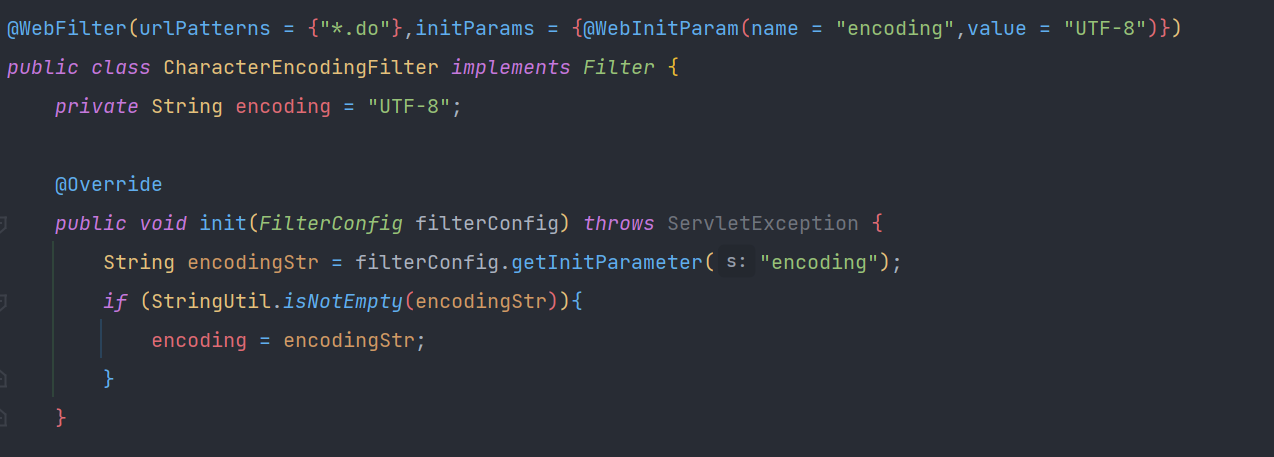 @WebFilter(urlPatterns = {"*.do"},initParams = {@WebInitParam(name = "encoding",value = "UTF-8")})
public class CharacterEncodingFilter implements Filter {
    private String encoding = "UTF-8";

    @Override
    public void init(FilterConfig filterConfig) throws ServletException {
        String encodingStr = filterConfig.getInitParameter( s: "encoding");
        if (StringUtil.isNotEmpty(encodingStr)){
            encoding = encodingStr;
        }
    }